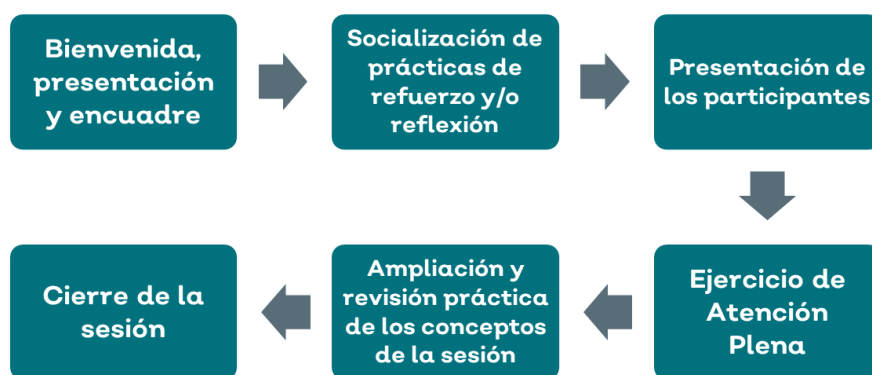 Bienvenida,
presentación
y encuadre
Socialización de
prácticas de
refuerzo y/o
reflexión
Presentación de
los participantes
Ejercicio de
Atención
Plena
Ampliación y
revisión práctica
de los conceptos
de la sesión
Cierre de la
sesión